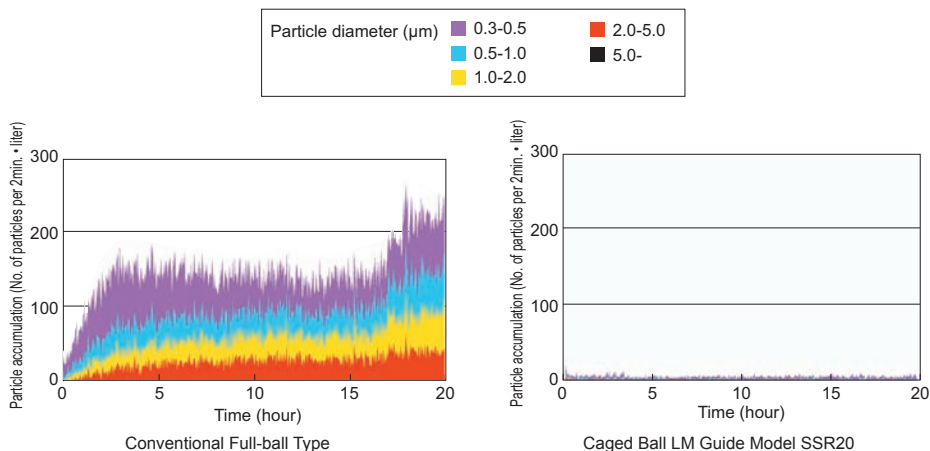 Particle diameter (µm)
0.3-0.5
2.0-5.0
0.5-1.0
5.0-
1.0-2.0
Particle accumulation (No. of particles per 2min. • liter)
300
200
100
0
0 5 10 15 20
Time (hour)
Conventional Full-ball Type
Particle accumulation (No. of particles per 2min. • liter)
300
200
100
0
0 5 10 15 20
Time (hour)
Caged Ball LM Guide Model SSR20